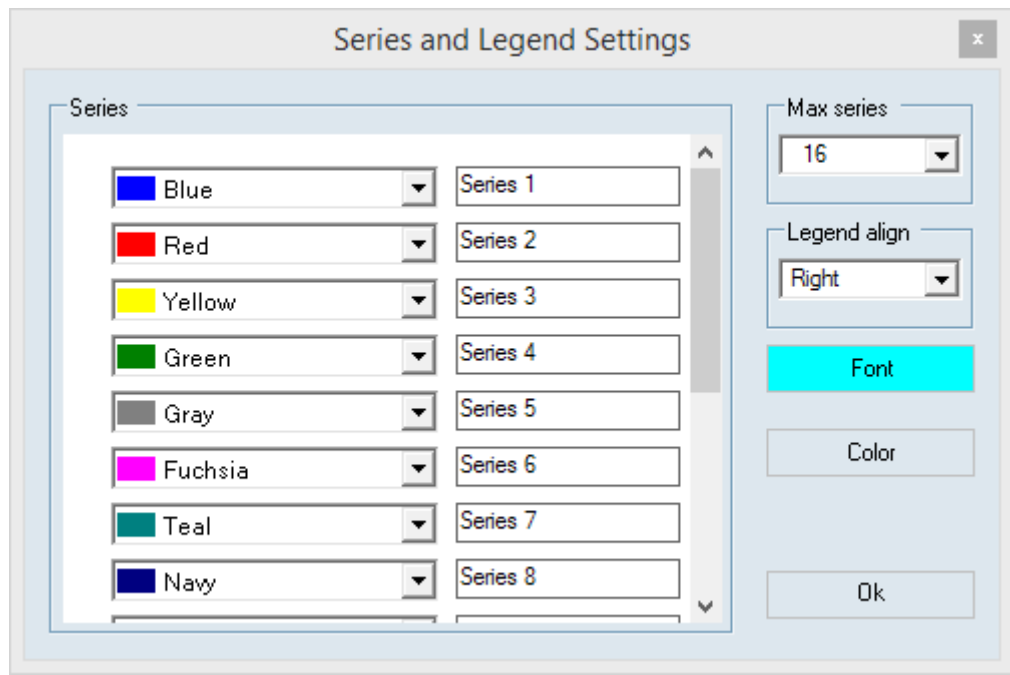 Series and Legend Settings
x
Series
Max series
16
Blue
Series 1
Red
Series 2
Legend align
Right
Yellow
Series 3
Green
Series 4
Font
Gray
Series 5
Color
Fuchsia
Series 6
Teal
Series 7
Navy
Series 8
Ok